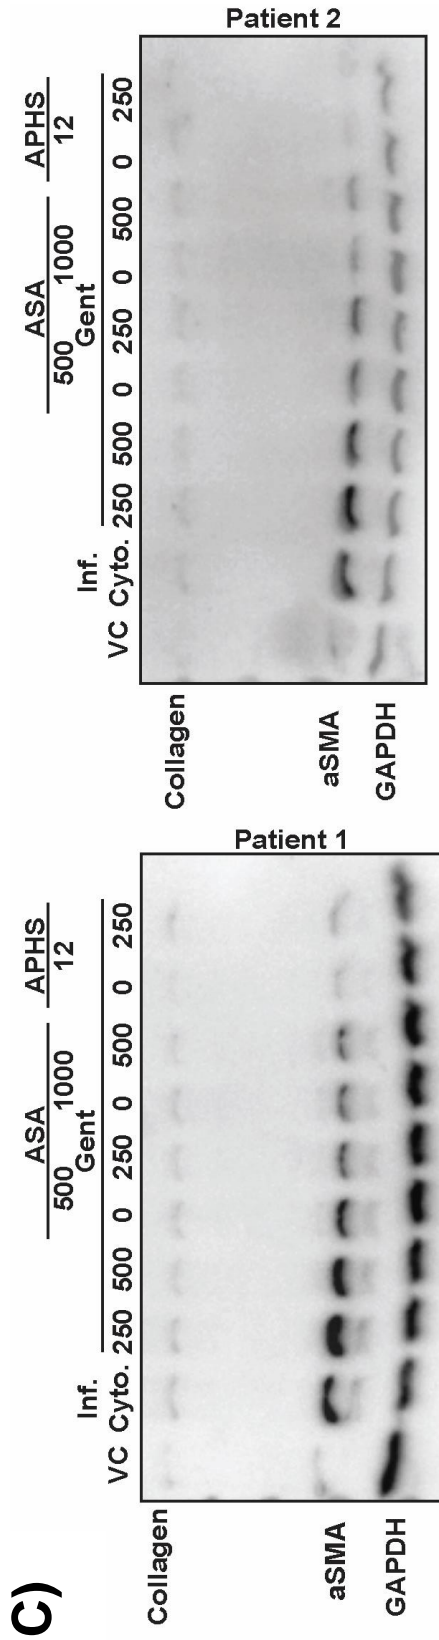 C)
ASA APHS
500 1000 12
Inf. Gent
VC Cyto. 250 500 0 250 0 500 0 250
Collagen
aSMA
GAPDH
Patient 1
ASA APHS
500 1000 12
Inf. Gent
VC Cyto. 250 500 0 250 0 500 0 250
Collagen
aSMA
GAPDH
Patient 2